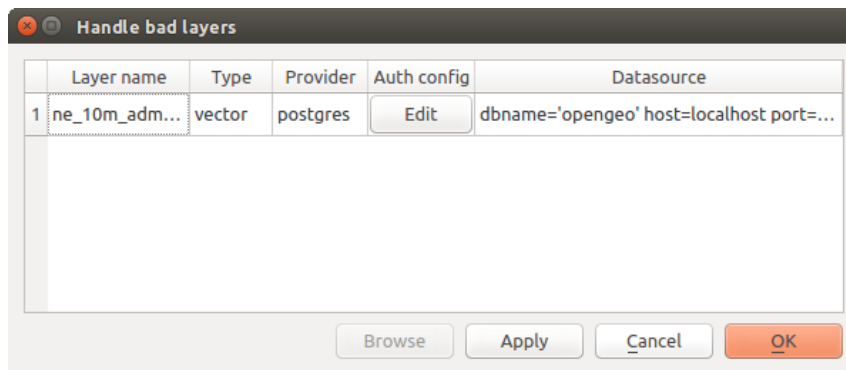 Handle bad layers
Layer name Type Provider Auth config Datasource
1 ne_10m_adm... vector postgres Edit dbname='opengeo' host=localhost port=...
Browse Apply Cancel OK